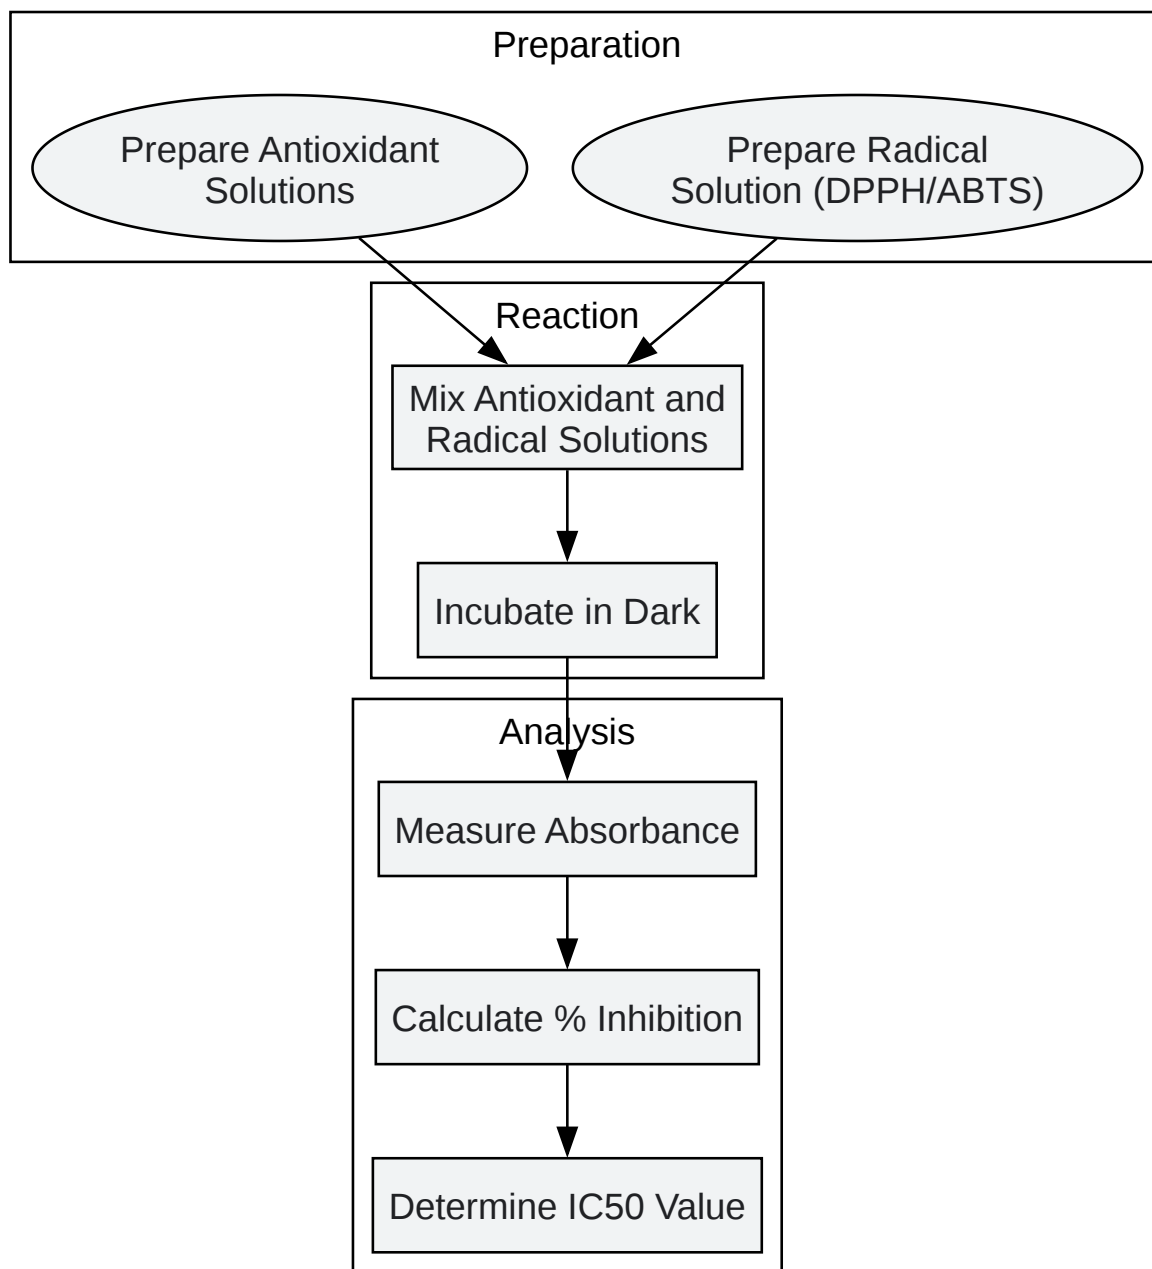 Preparation
Prepare Antioxidant
Solutions
Prepare Radical
Solution (DPPH/ABTS)
Reaction
Mix Antioxidant and
Radical Solutions
Incubate in Dark
Analysis
Measure Absorbance
Calculate % Inhibition
Determine IC50 Value